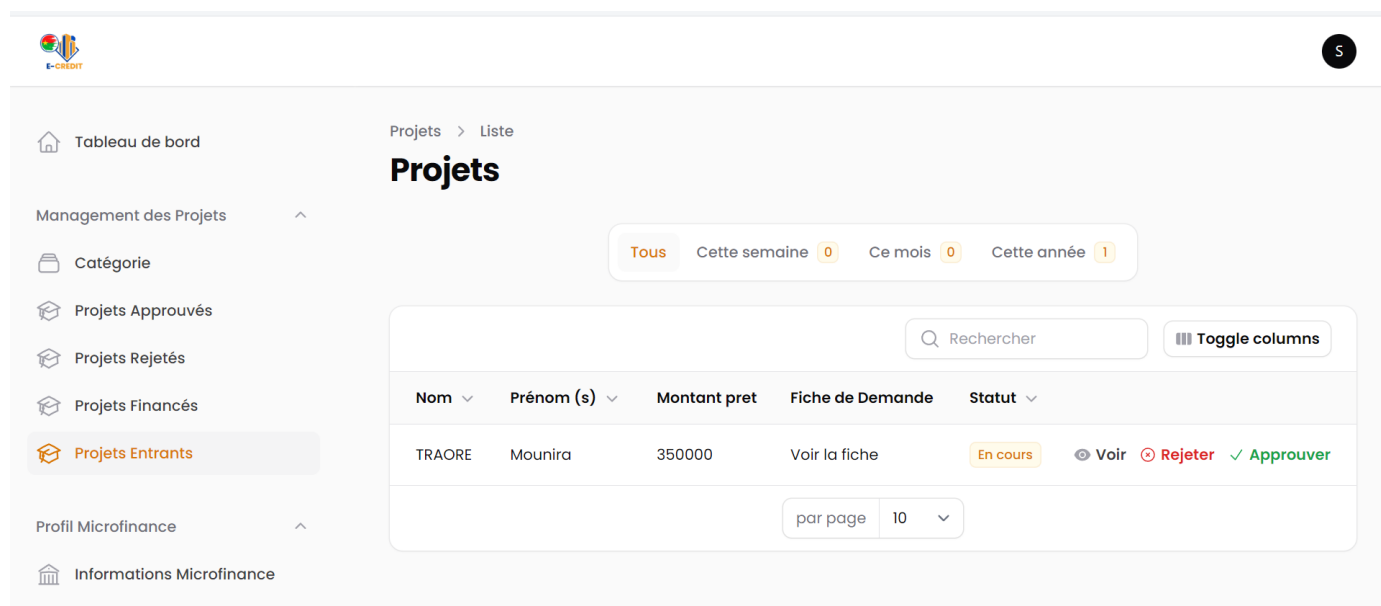 E-CREDIT
S
Tableau de bord
Management des Projets
Catégorie
Projets Approuvés
Projets Rejetés
Projets Financés
Projets Entrants
Profil Microfinance
Informations Microfinance
Projets > Liste
Projets
Tous Cette semaine 0 Ce mois 0 Cette année 1
Rechercher Toggle columns
Nom Prénom (s) Montant pret Fiche de Demande Statut
TRAORE Mounira 350000 Voir la fiche En cours Voir Rejeter Approuver
par page 10